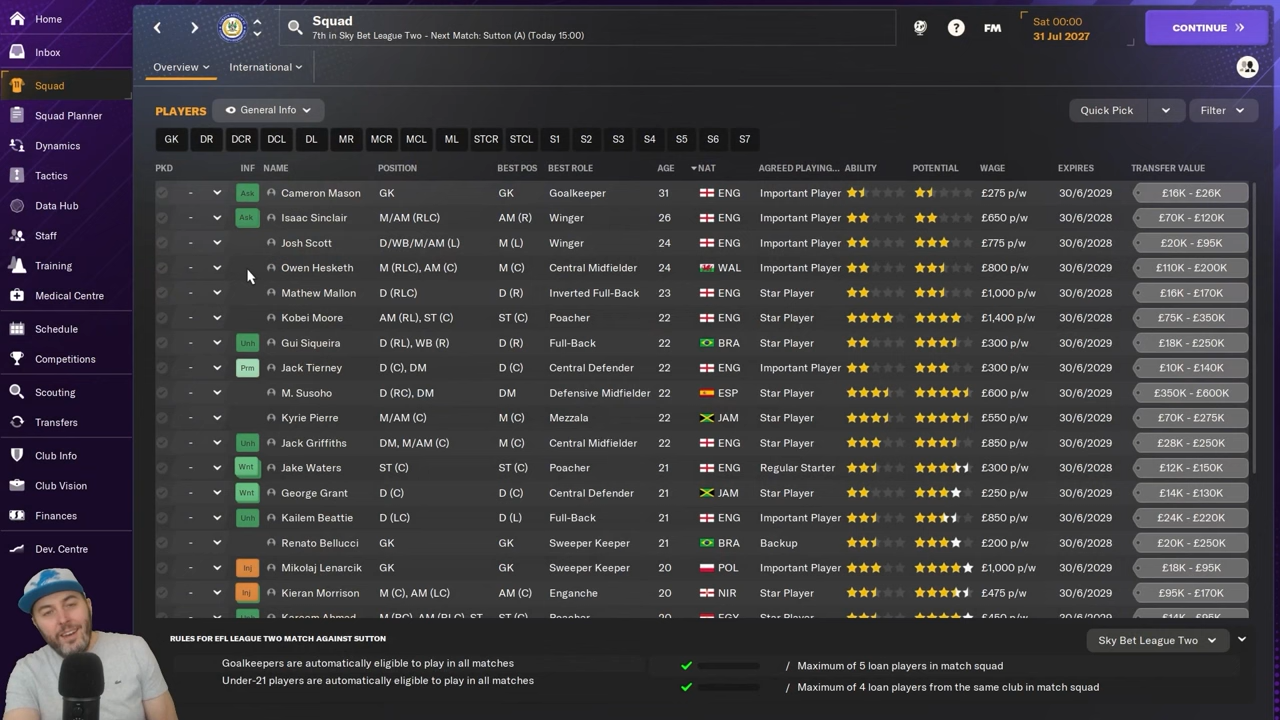 Home
Inbox
Squad
Squad Planner
Dynamics
Tactics
Data Hub
Staff
Training
Medical Centre
Schedule
Competitions
Scouting
Transfers
Club Info
Club Vision
Finances
Dev. Centre
Squad
7th in Sky Bet League Two - Next Match: Sutton (A) (Today 15:00)
? FM
Sat 00:00
31 Jul 2027
CONTINUE
Overview International
PLAYERS General Info Quick Pick Filter
GK DR DCR DCL DL MR MCR MCL ML STCR STCL S1 S2 S3 S4 S5 S6 S7
PKD INF NAME POSITION BEST POS BEST ROLE AGE NAT AGREED PLAYING... ABILITY POTENTIAL WAGE EXPIRES TRANSFER VALUE
- Ask Cameron Mason GK GK Goalkeeper 31 ENG Important Player £275 p/w 30/6/2029 £16K - £26K
- Ask Isaac Sinclair M/AM (RLC) AM (R) Winger 26 ENG Important Player £650 p/w 30/6/2028 £70K - £120K
- Josh Scott D/WB/M/AM (L) M (L) Winger 24 ENG Important Player £775 p/w 30/6/2029 £20K - £95K
- Owen Hesketh M (RLC), AM (C) M (C) Central Midfielder 24 WAL Important Player £800 p/w 30/6/2029 £110K - £200K
- Mathew Mallon D (RLC) D (R) Inverted Full-Back 23 ENG Star Player £1,000 p/w 30/6/2028 £16K - £170K
- Kobei Moore AM (RL), ST (C) ST (C) Poacher 22 ENG Star Player £1,400 p/w 30/6/2028 £75K - £350K
- Unh Gui Siqueira D (RL), WB (R) D (R) Full-Back 22 BRA Star Player £300 p/w 30/6/2029 £18K - £250K
- Prm Jack Tierney D (C), DM D (C) Central Defender 22 ENG Important Player £300 p/w 30/6/2029 £10K - £140K
- M. Susoho D (RC), DM DM Defensive Midfielder 22 ESP Star Player £600 p/w 30/6/2029 £350K - £600K
- Kyrie Pierre M/AM (C) M (C) Mezzala 22 JAM Star Player £550 p/w 30/6/2029 £70K - £275K
- Unh Jack Griffiths DM, M/AM (C) M (C) Central Midfielder 22 ENG Star Player £850 p/w 30/6/2029 £28K - £250K
- Wnt Jake Waters ST (C) ST (C) Poacher 21 ENG Regular Starter £300 p/w 30/6/2029 £12K - £150K
- Wnt George Grant D (C) D (C) Central Defender 21 JAM Star Player £250 p/w 30/6/2029 £14K - £130K
- Unh Kailem Beattie D (LC) D (L) Full-Back 21 ENG Important Player £850 p/w 30/6/2029 £24K - £220K
- Renato Bellucci GK GK Sweeper Keeper 21 BRA Backup £200 p/w 30/6/2029 £20K - £250K
- Inj Mikolaj Lenarcik GK GK Sweeper Keeper 20 POL Important Player £1,000 p/w 30/6/2029 £18K - £95K
- Inj Kieran Morrison M (C), AM (LC) AM (C) Enganche 20 NIR Important Player £475 p/w 30/6/2029 £95K - £170K
RULES FOR EFL LEAGUE TWO MATCH AGAINST SUTTON Sky Bet League Two
Goalkeepers are automatically eligible to play in all matches / Maximum of 5 loan players in match squad
Under-21 players are automatically eligible to play in all matches / Maximum of 4 loan players from the same club in match squad